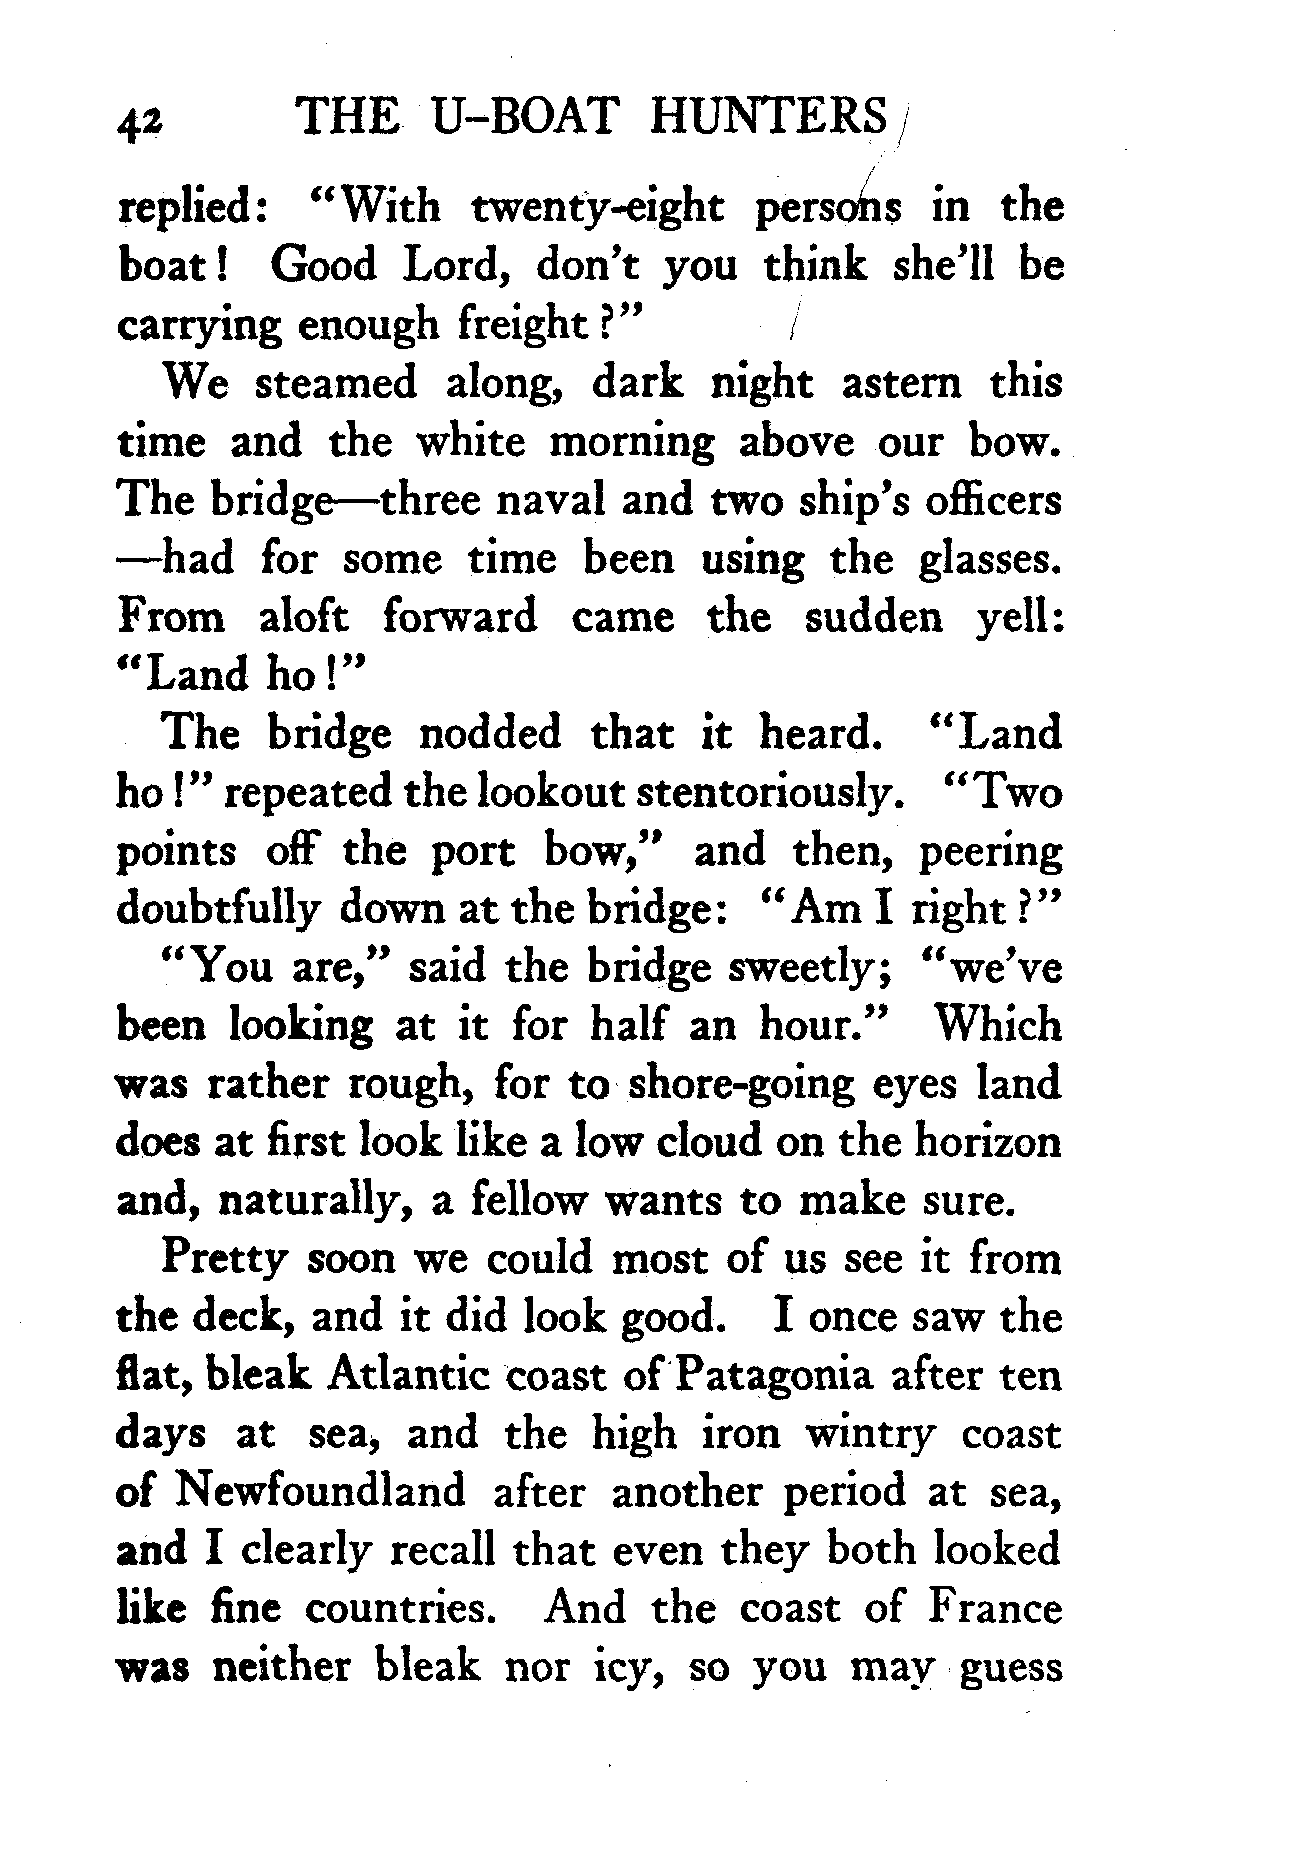 42 THE U-BOAT HUNTERS
replied: "With twenty-eight persons in the
boat! Good Lord, don't you think she'll be
carrying enough freight?"
We steamed along, dark night astern this
time and the white morning above our bow.
The bridge—three naval and two ship's officers
—had for some time been using the glasses.
From aloft forward came the sudden yell:
"Land ho!"
The bridge nodded that it heard. "Land
ho!" repeated the lookout stentoriously. "Two
points off the port bow," and then, peering
doubtfully down at the bridge: "Am I right?"
"You are," said the bridge sweetly; "we've
been looking at it for half an hour." Which
was rather rough, for to shore-going eyes land
does at first look like a low cloud on the horizon
and, naturally, a fellow wants to make sure.
Pretty soon we could most of us see it from
the deck, and it did look good. I once saw the
flat, bleak Atlantic coast of Patagonia after ten
days at sea, and the high iron wintry coast
of Newfoundland after another period at sea,
and I clearly recall that even they both looked
like fine countries. And the coast of France
was neither bleak nor icy, so you may guess